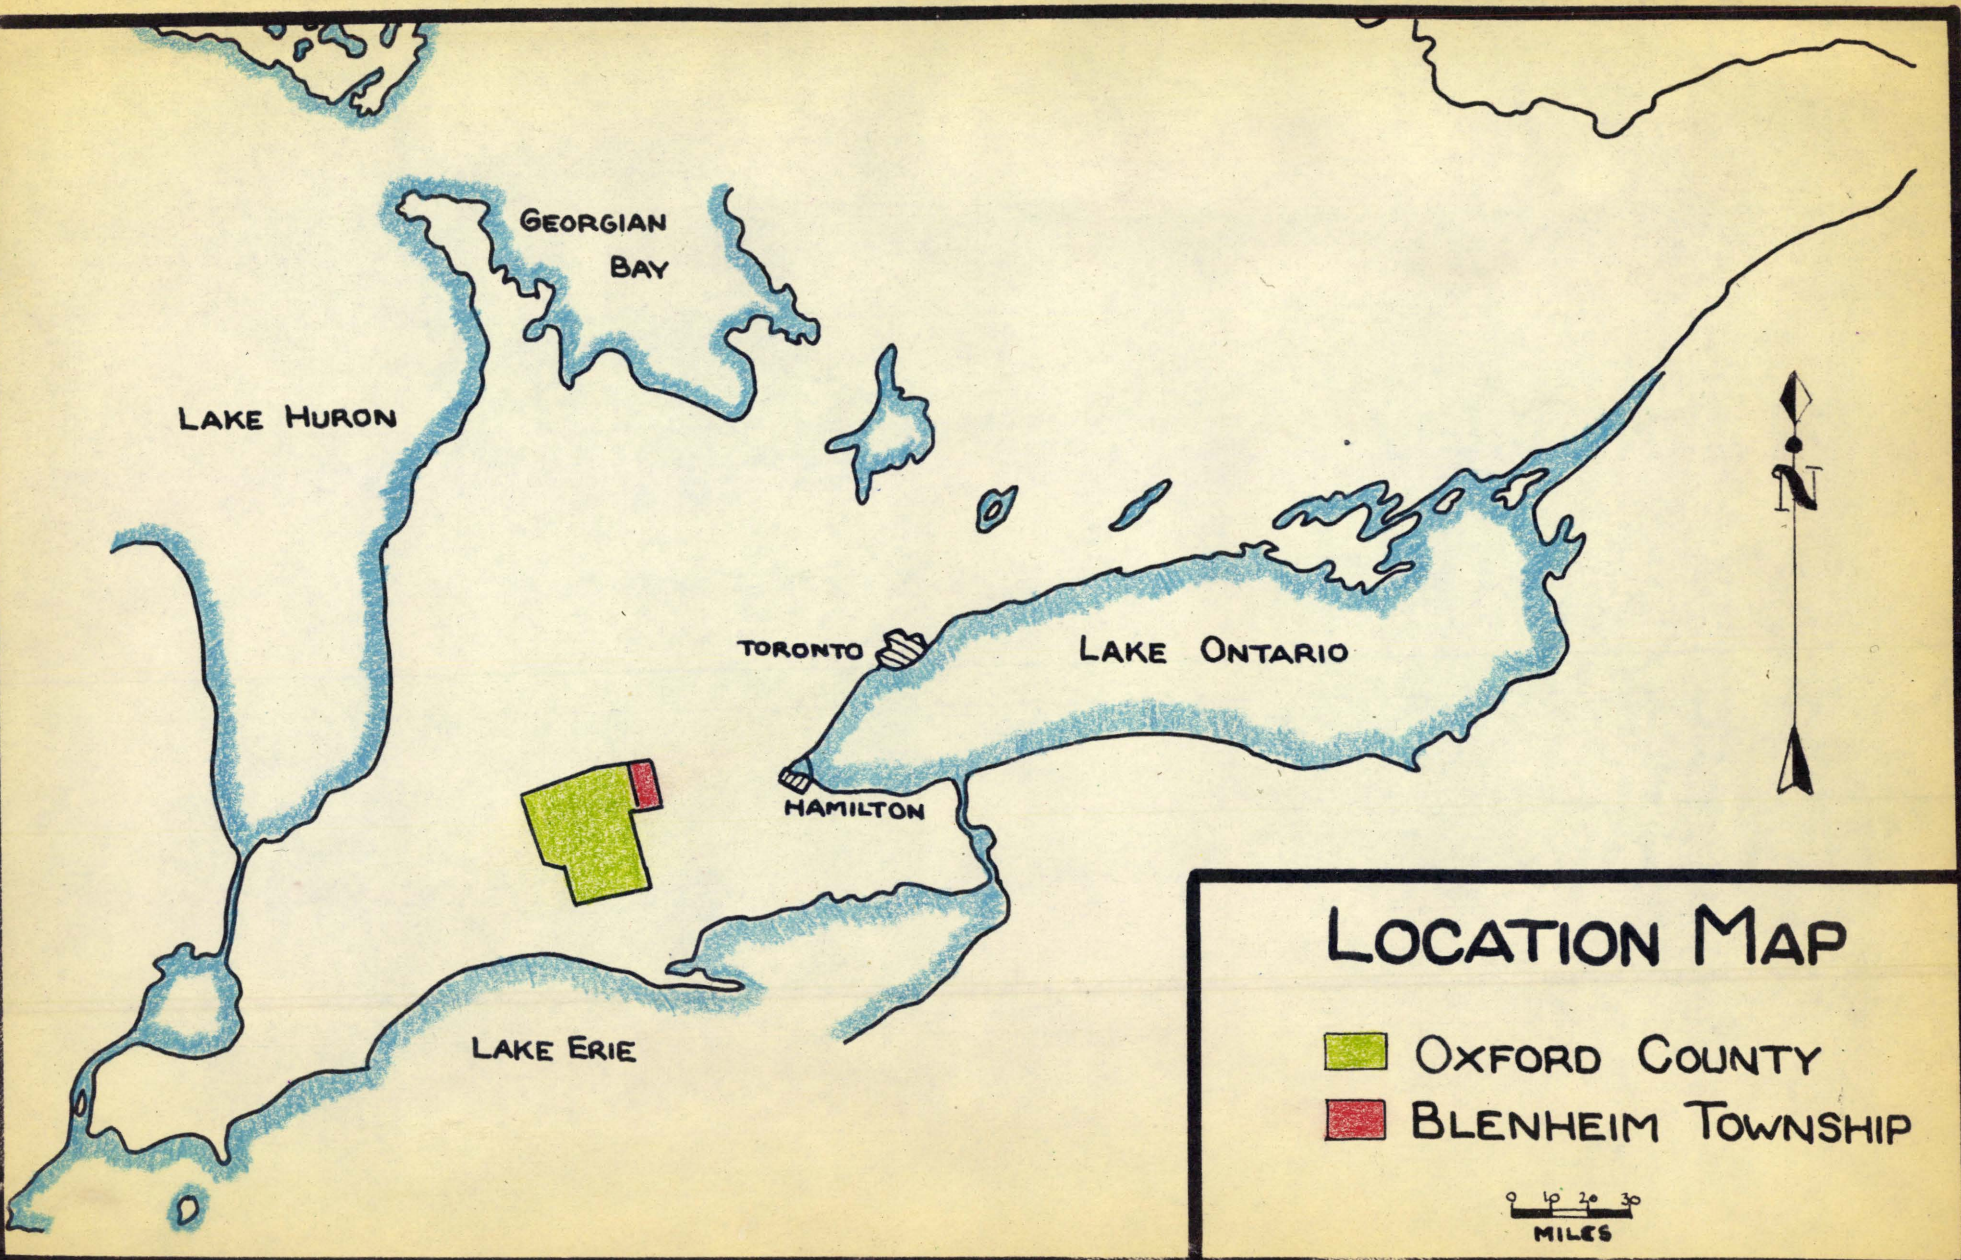 GEORGIAN
BAY
LAKE HURON
N
TORONTO
LAKE ONTARIO
HAMILTON
LAKE ERIE
LOCATION MAP
OXFORD COUNTY
BLENHEIM TOWNSHIP
0 10 20 30
MILES